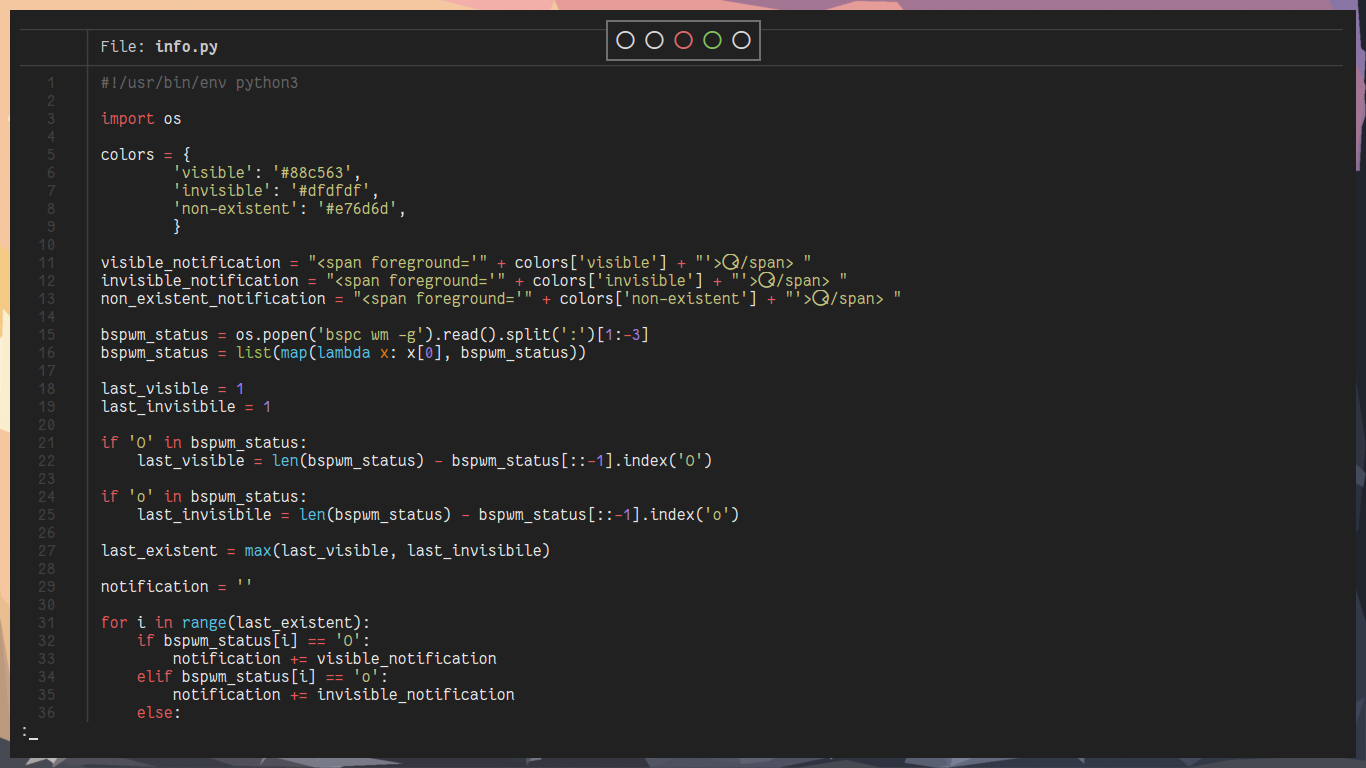 File: info.py
1 #!/usr/bin/env python3
2
3 import os
4
5 colors = {
6         'visible': '#88c563',
7         'invisible': '#dfdfdf',
8         'non-existent': '#e76d6d',
9         }
10
11 visible_notification = "<span foreground='" + colors['visible'] + "'>○</span> "
12 invisible_notification = "<span foreground='" + colors['invisible'] + "'>○</span> "
13 non_existent_notification = "<span foreground='" + colors['non-existent'] + "'>○</span> "
14
15 bspwm_status = os.popen('bspc wm -g').read().split(':')[1:-3]
16 bspwm_status = list(map(lambda x: x[0], bspwm_status))
17
18 last_visible = 1
19 last_invisibile = 1
20
21 if 'O' in bspwm_status:
22     last_visible = len(bspwm_status) - bspwm_status[::-1].index('O')
23
24 if 'o' in bspwm_status:
25     last_invisibile = len(bspwm_status) - bspwm_status[::-1].index('o')
26
27 last_existent = max(last_visible, last_invisibile)
28
29 notification = ''
30
31 for i in range(last_existent):
32     if bspwm_status[i] == 'O':
33         notification += visible_notification
34     elif bspwm_status[i] == 'o':
35         notification += invisible_notification
36     else:
:_